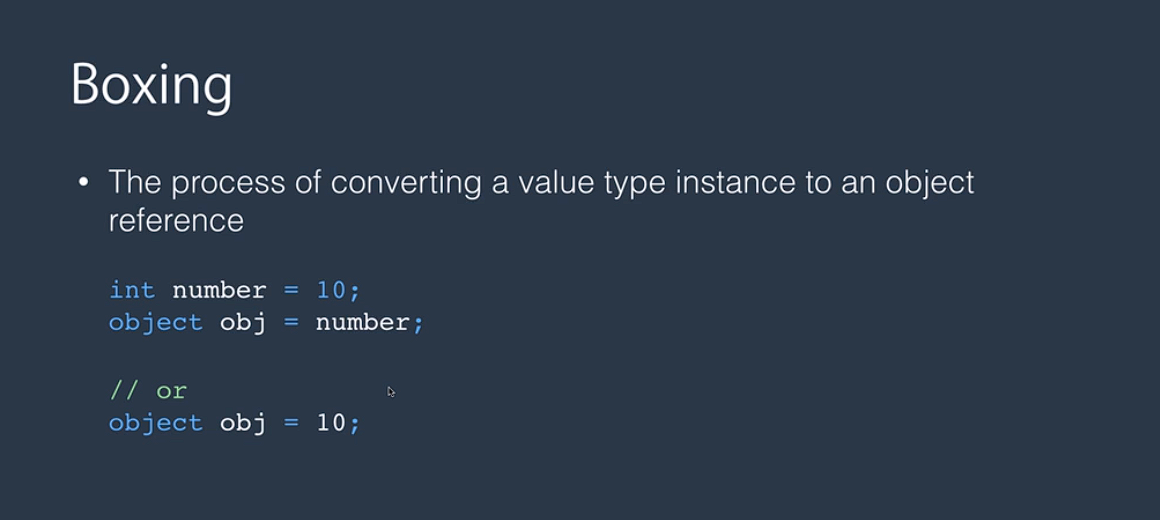 Boxing
• The process of converting a value type instance to an object
reference
int number = 10;
object obj = number;
// or
object obj = 10;